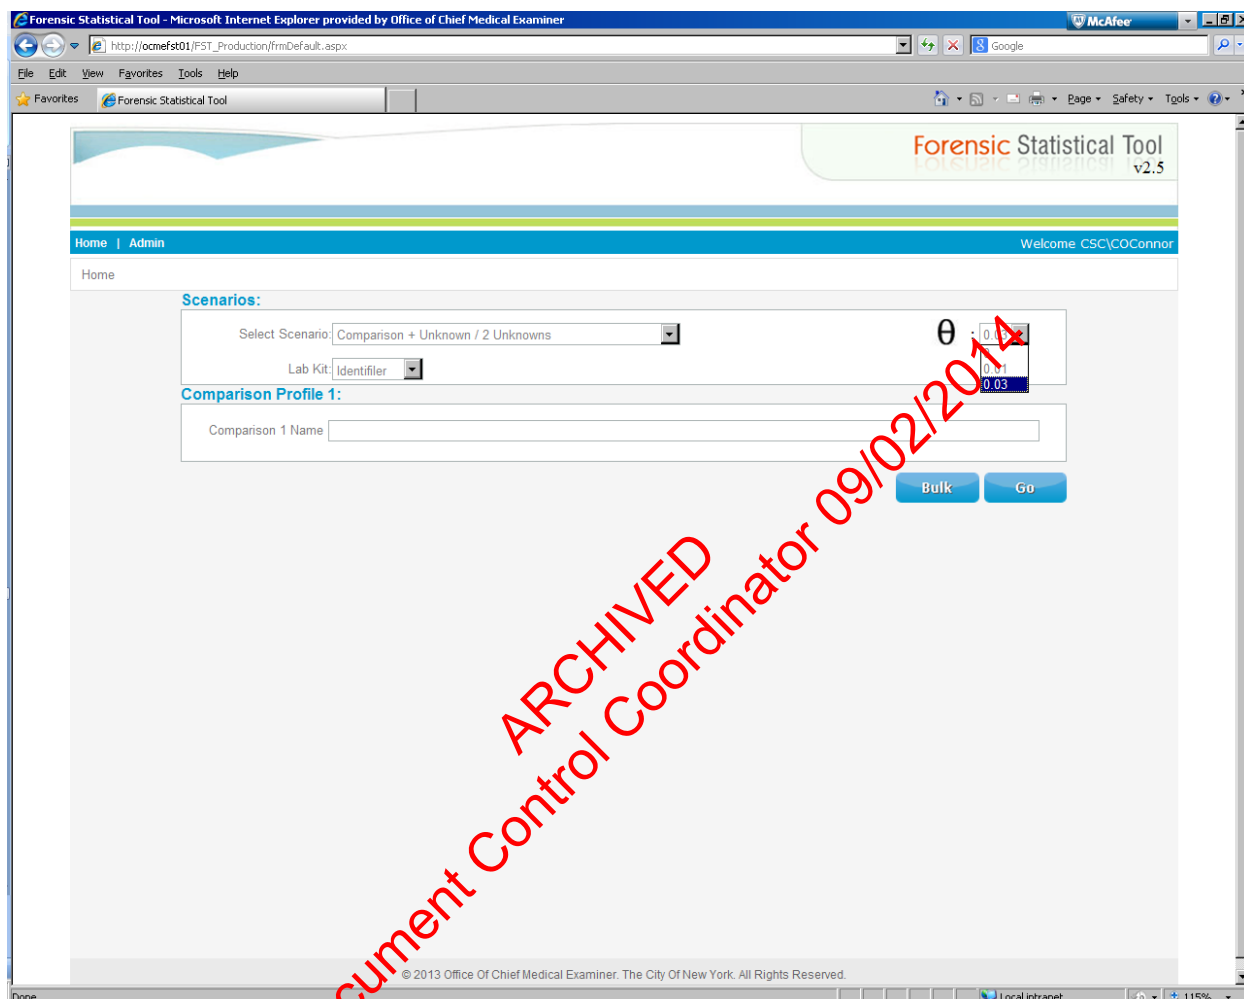 Forensic Statistical Tool - Microsoft Internet Explorer provided by Office of Chief Medical Examiner
McAfee
http://ocmefst01/FST_Production/frmDefault.aspx
Google
File Edit View Favorites Tools Help
Favorites Forensic Statistical Tool
Page Safety Tools
Forensic Statistical Tool
v2.5
Home | Admin
Welcome CSC\COConnor
Home
Scenarios:
Select Scenario: Comparison + Unknown / 2 Unknowns
θ : 0.03
0.01
0.03
Lab Kit: Identifiler
Comparison Profile 1:
Comparison 1 Name
Bulk Go
ARCHIVED
cument Control Coordinator 09/02/2014
© 2013 Office Of Chief Medical Examiner. The City Of New York. All Rights Reserved.
Done
Local intranet
115%